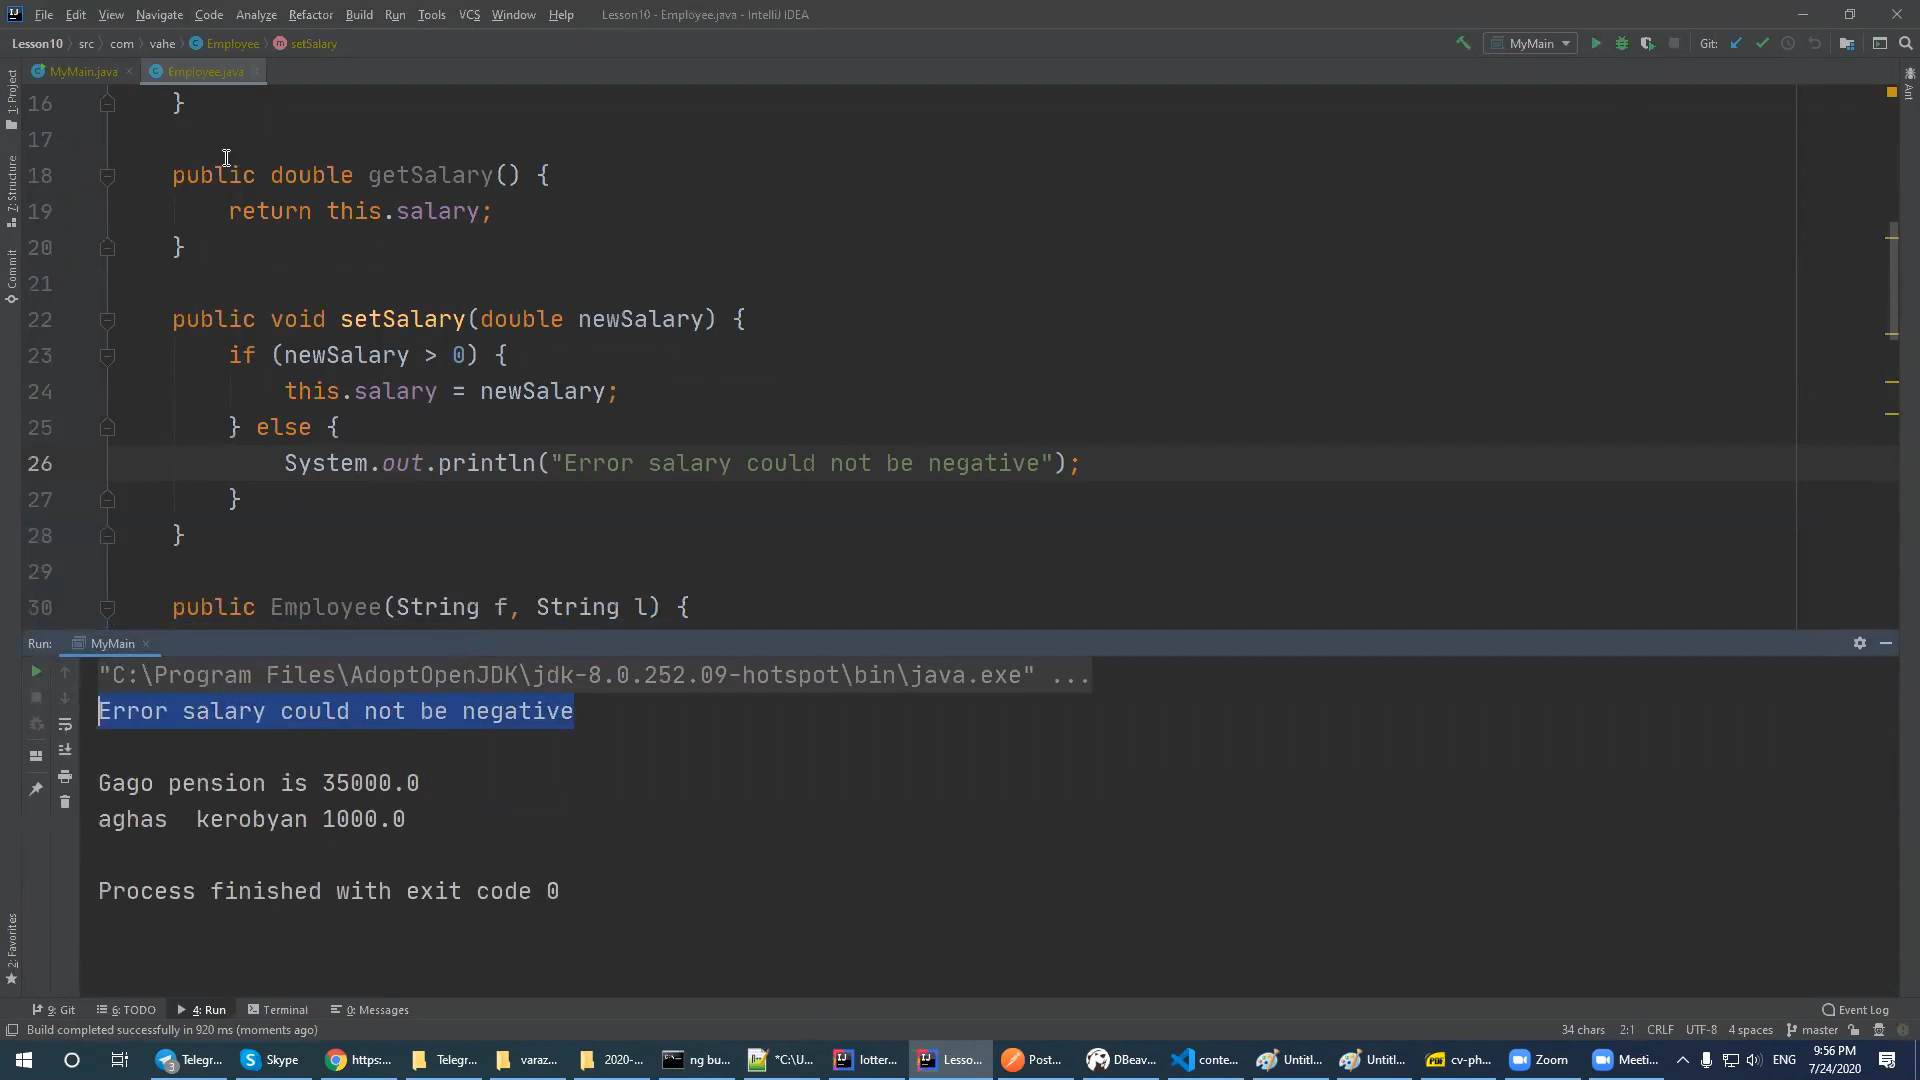 File Edit View Navigate Code Analyze Refactor Build Run Tools VCS Window Help Lesson10 - Employee.java - IntelliJ IDEA
Lesson10 src com vahe Employee setSalary MyMain Git:
MyMain.java Employee.java
1: Project
7: Structure
Commit
2: Favorites
Ant
16 }
17
18 public double getSalary() {
19 return this.salary;
20 }
21
22 public void setSalary(double newSalary) {
23 if (newSalary > 0) {
24 this.salary = newSalary;
25 } else {
26 System.out.println("Error salary could not be negative");
27 }
28 }
29
30 public Employee(String f, String l) {
Run: MyMain
"C:\Program Files\AdoptOpenJDK\jdk-8.0.252.09-hotspot\bin\java.exe" ...
Error salary could not be negative
Gago pension is 35000.0
aghas  kerobyan 1000.0
Process finished with exit code 0
9: Git 6: TODO 4: Run Terminal 0: Messages Event Log
Build completed successfully in 920 ms (moments ago) 34 chars 2:1 CRLF UTF-8 4 spaces master
Telegr... Skype https:... Telegr... varaz... 2020-... ng bu... *C:\U... lotter... Lesso... Post... DBeav... conte... Untitl... Untitl... cv-ph... Zoom Meeti... ENG 9:56 PM
7/24/2020